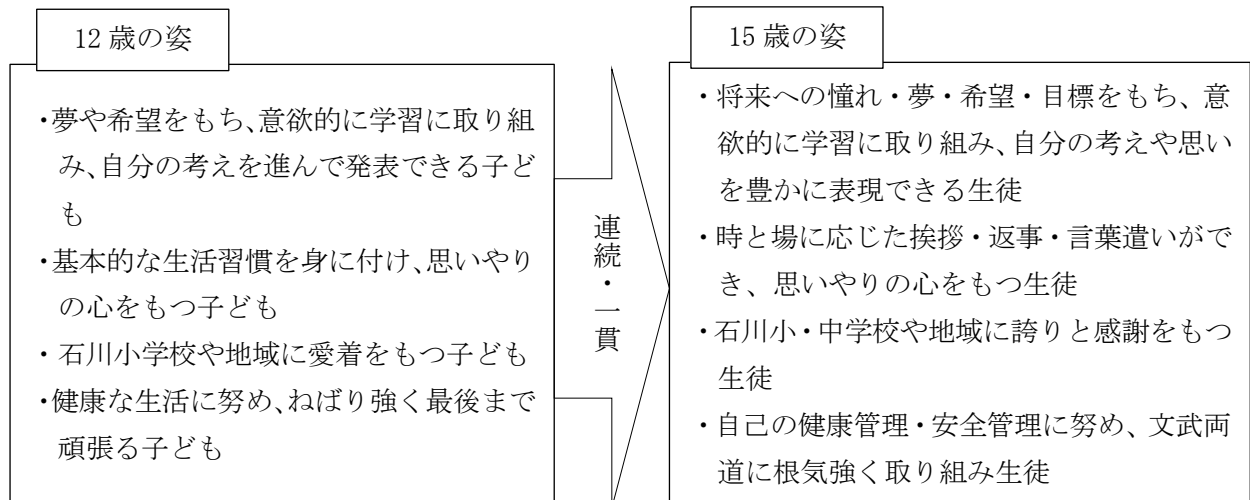 12歳の姿
・夢や希望をもち、意欲的に学習に取り組
み、自分の考えを進んで発表できる子ど
も
・基本的な生活習慣を身に付け、思いやり
の心をもつ子ども
・石川小学校や地域に愛着をもつ子ども
・健康な生活に努め、ねばり強く最後まで
頑張る子ども
連続・一貫
15歳の姿
・将来への憧れ・夢・希望・目標をもち、意
欲的に学習に取り組み、自分の考えや思い
を豊かに表現できる生徒
・時と場に応じた挨拶・返事・言葉遣いがで
き、思いやりの心をもつ生徒
・石川小・中学校や地域に誇りと感謝をもつ
生徒
・自己の健康管理・安全管理に努め、文武両
道に根気強く取り組み生徒